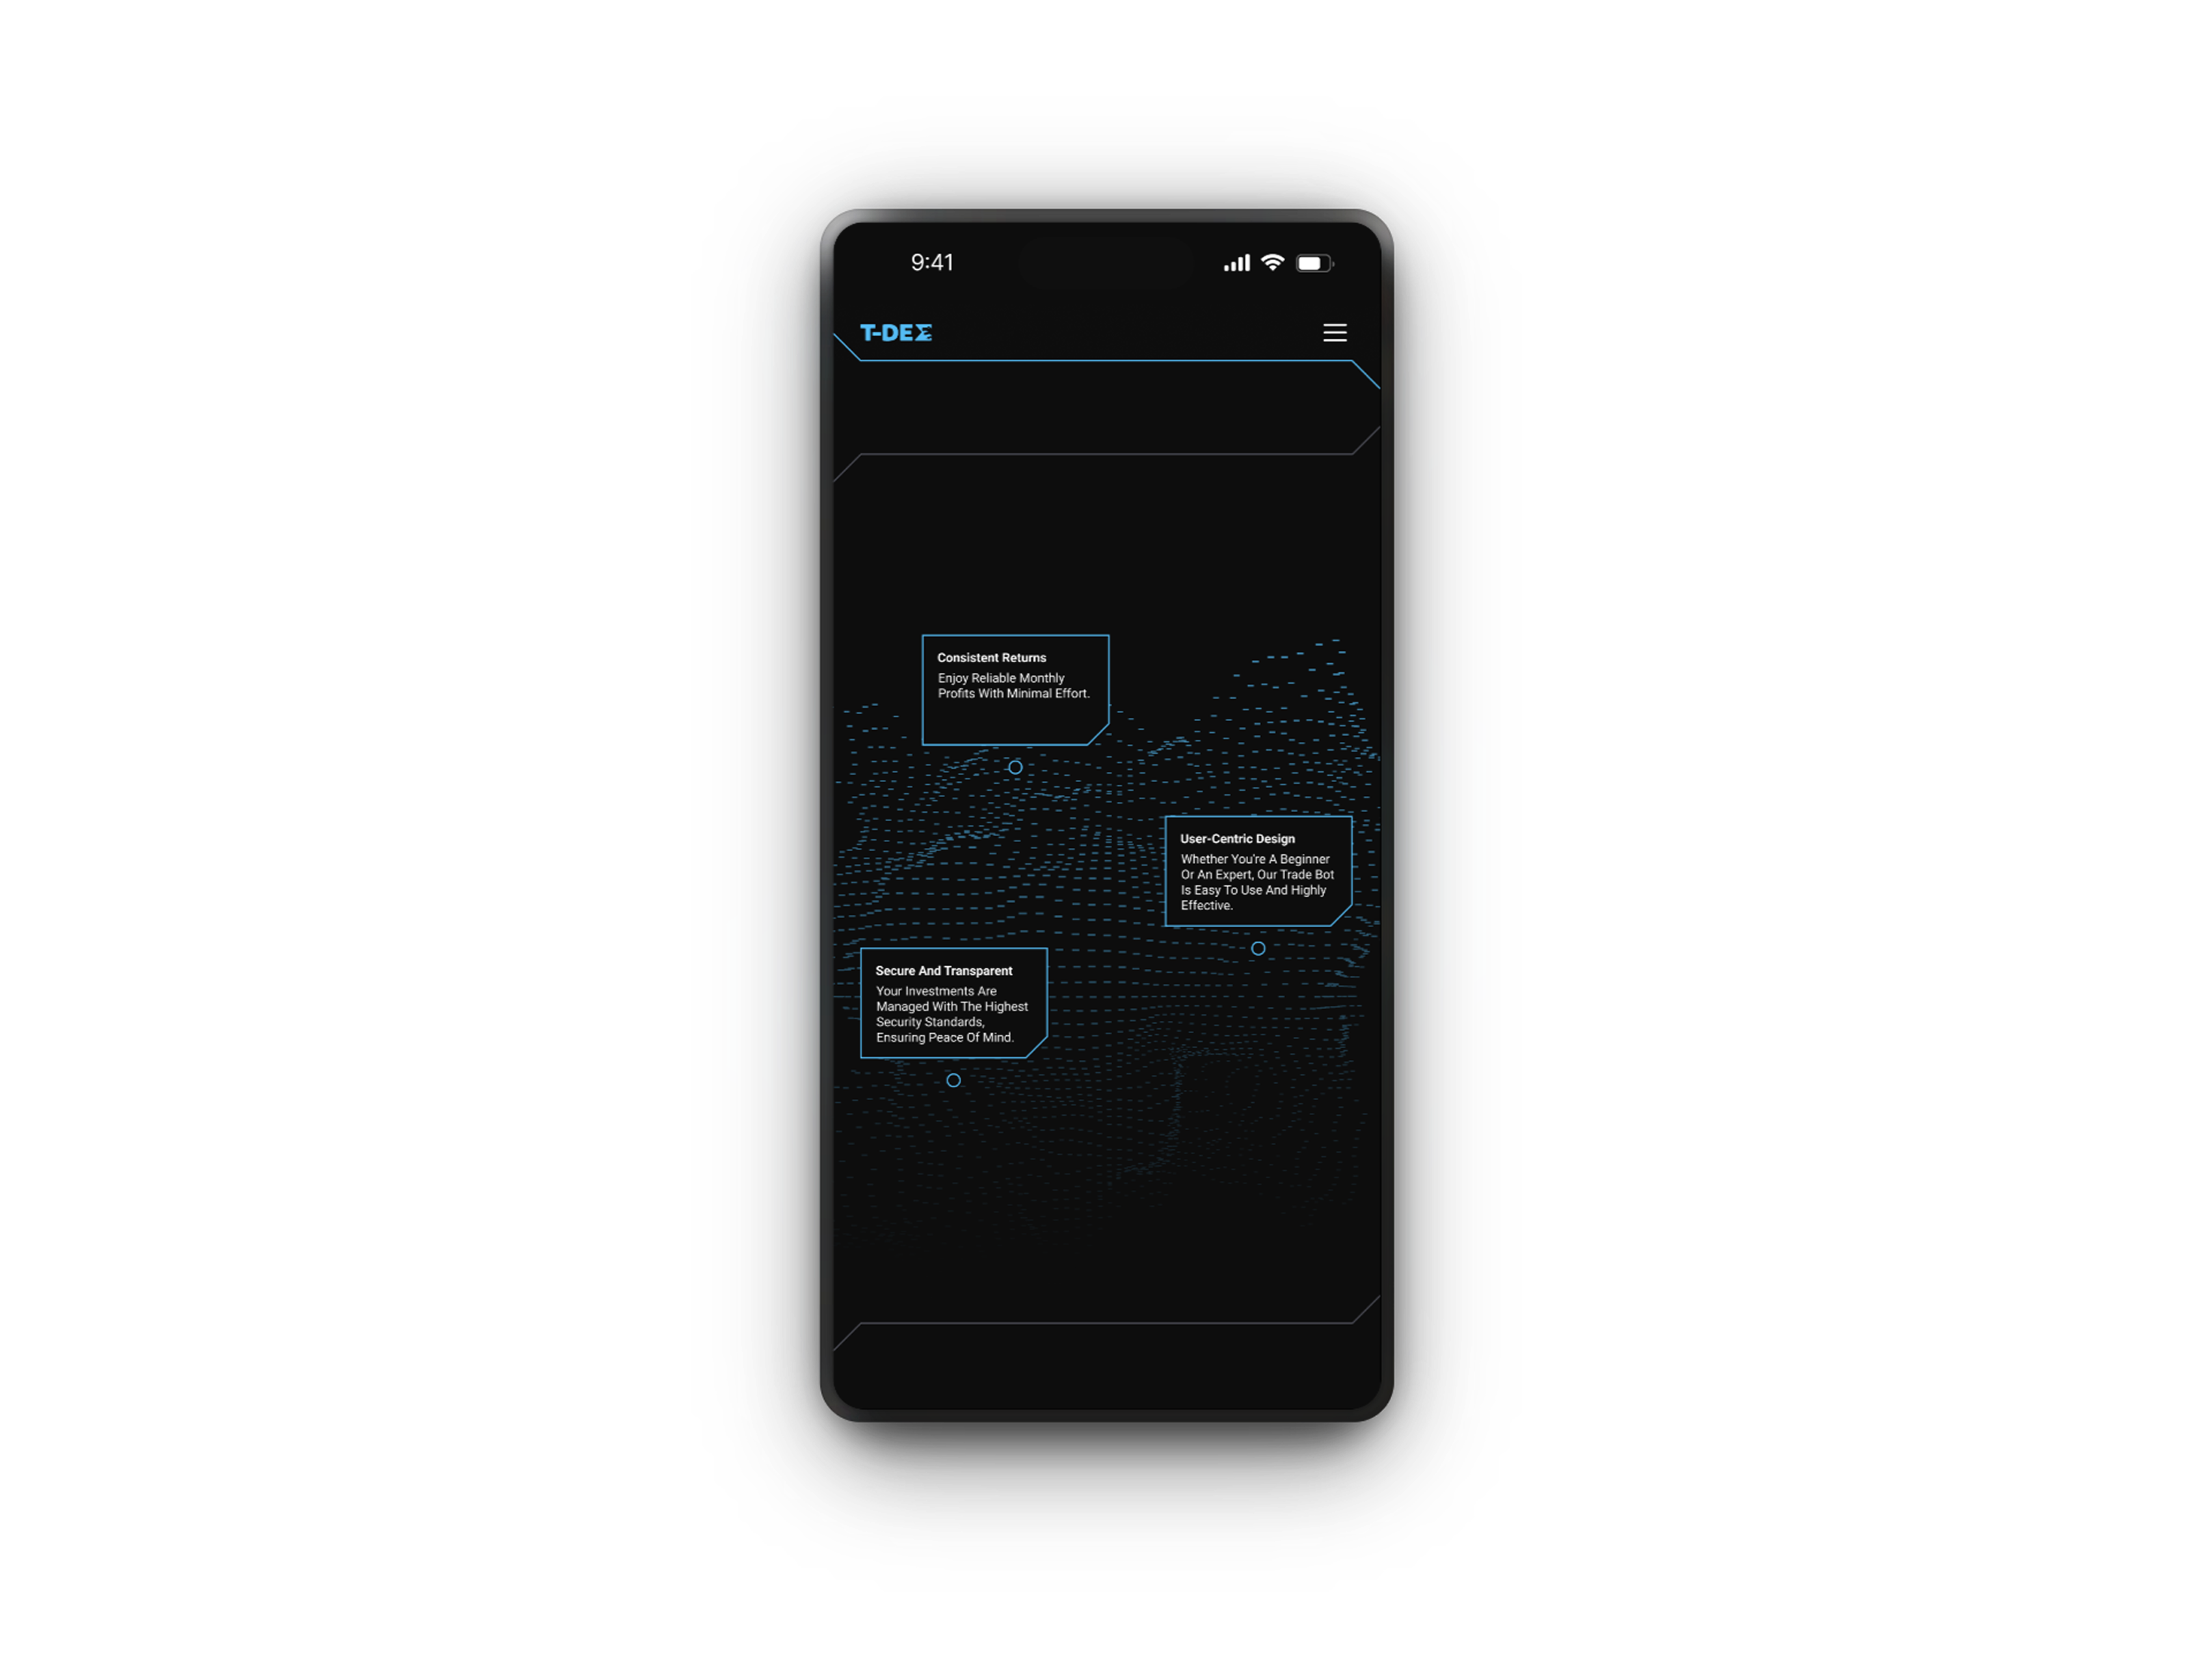 9:41
T-DEX
Consistent Returns
Enjoy Reliable Monthly
Profits With Minimal Effort.
User-Centric Design
Whether You're A Beginner
Or An Expert, Our Trade Bot
Is Easy To Use And Highly
Effective.
Secure And Transparent
Your Investments Are
Managed With The Highest
Security Standards,
Ensuring Peace Of Mind.